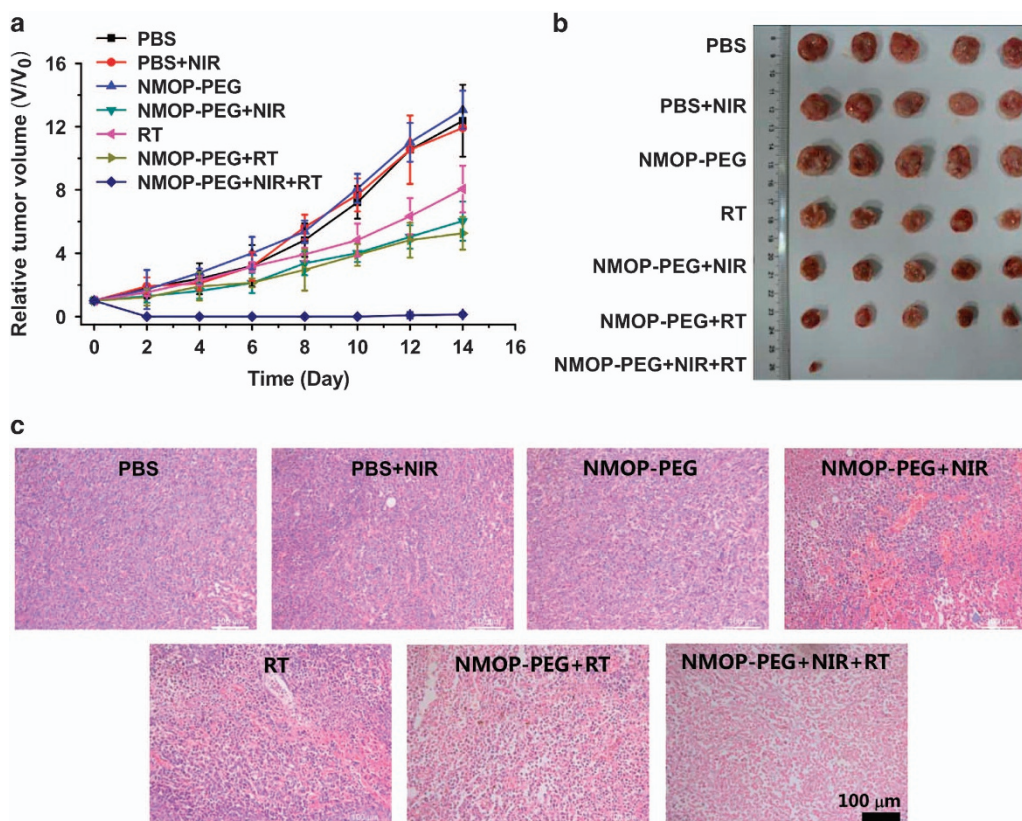 a
PBS
PBS+NIR
NMOP-PEG
NMOP-PEG+NIR
RT
NMOP-PEG+RT
NMOP-PEG+NIR+RT
Relative tumor volume (V/V0)
16
12
8
4
0
0 2 4 6 8 10 12 14 16
Time (Day)
b
PBS
PBS+NIR
NMOP-PEG
RT
NMOP-PEG+NIR
NMOP-PEG+RT
NMOP-PEG+NIR+RT
c
PBS
PBS+NIR
NMOP-PEG
NMOP-PEG+NIR
RT
NMOP-PEG+RT
NMOP-PEG+NIR+RT
100 μm